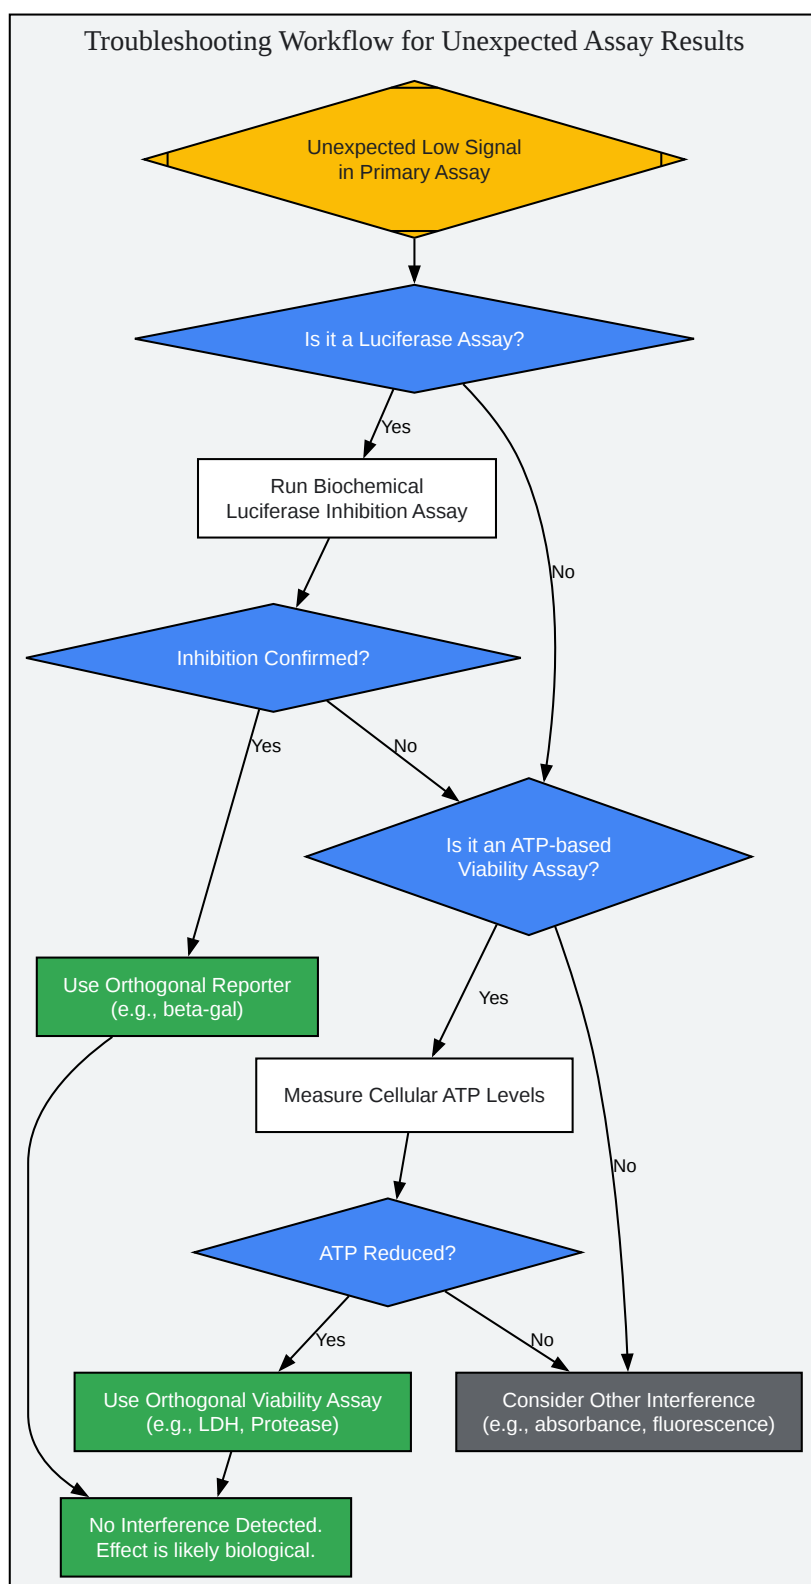 Troubleshooting Workflow for Unexpected Assay Results
Unexpected Low Signal
in Primary Assay
Is it a Luciferase Assay?
Yes
Run Biochemical
Luciferase Inhibition Assay
No
Inhibition Confirmed?
Yes
No
Is it an ATP-based
Viability Assay?
Use Orthogonal Reporter
(e.g., beta-gal)
Yes
Measure Cellular ATP Levels
No
ATP Reduced?
Yes
No
Use Orthogonal Viability Assay
(e.g., LDH, Protease)
Consider Other Interference
(e.g., absorbance, fluorescence)
No Interference Detected.
Effect is likely biological.